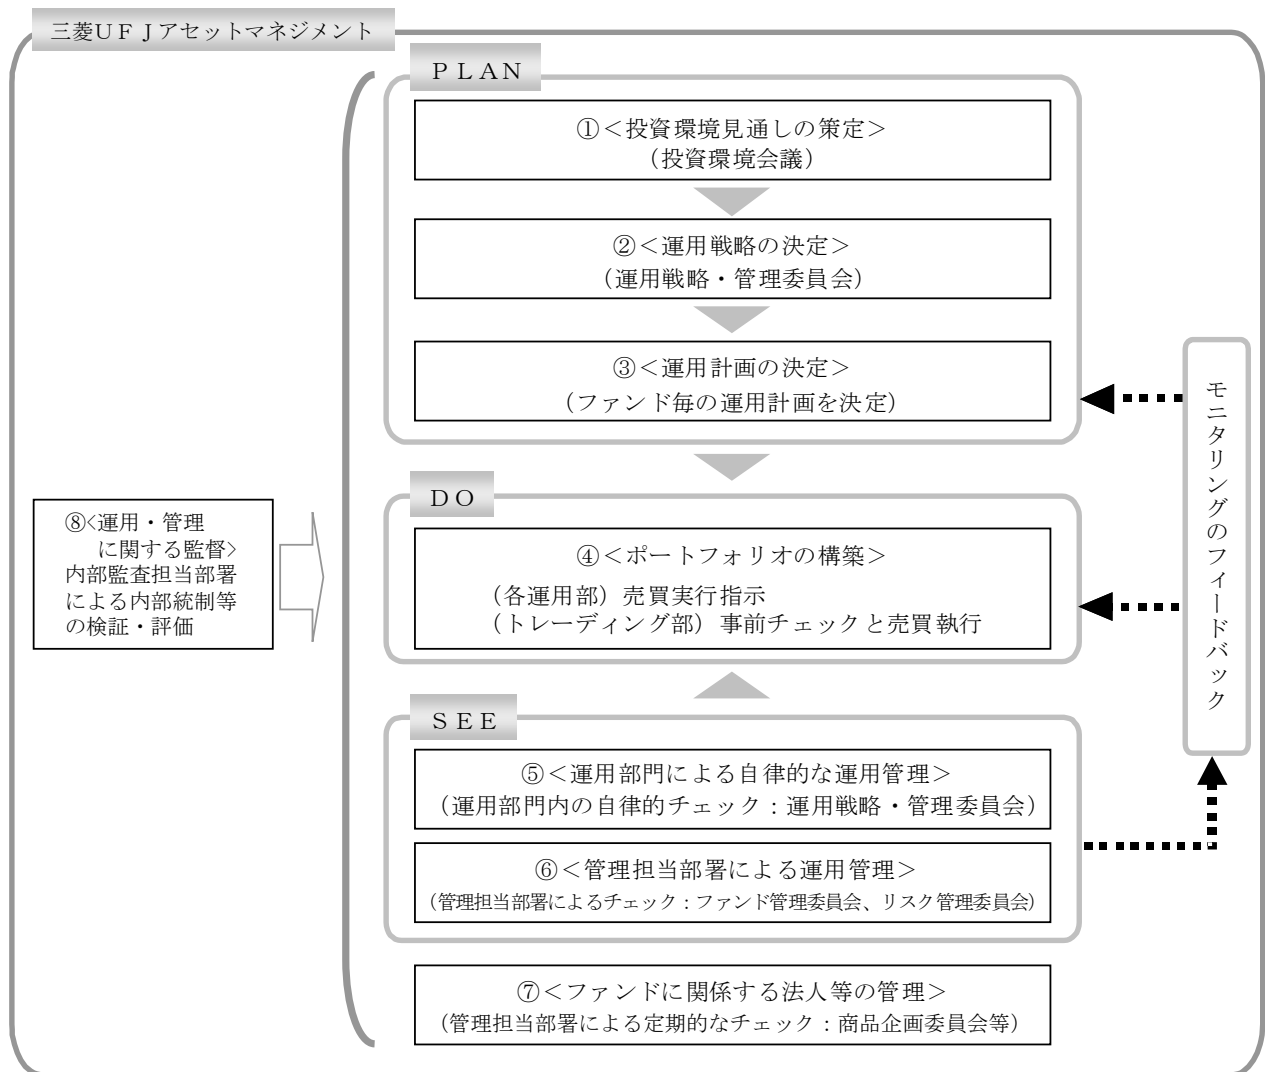 三菱ＵＦＪアセットマネジメント
ＰＬＡＮ
①＜投資環境見通しの策定＞
（投資環境会議）
②＜運用戦略の決定＞
（運用戦略・管理委員会）
③＜運用計画の決定＞
（ファンド毎の運用計画を決定）
ＤＯ
④＜ポートフォリオの構築＞
（各運用部）売買実行指示
（トレーディング部）事前チェックと売買執行
ＳＥＥ
⑤＜運用部門による自律的な運用管理＞
（運用部門内の自律的チェック：運用戦略・管理委員会）
⑥＜管理担当部署による運用管理＞
（管理担当部署によるチェック：ファンド管理委員会、リスク管理委員会）
⑦＜ファンドに関係する法人等の管理＞
（管理担当部署による定期的なチェック：商品企画委員会等）
⑧<運用・管理
に関する監督>
内部監査担当部署
による内部統制等
の検証・評価
モニタリングのフィードバック